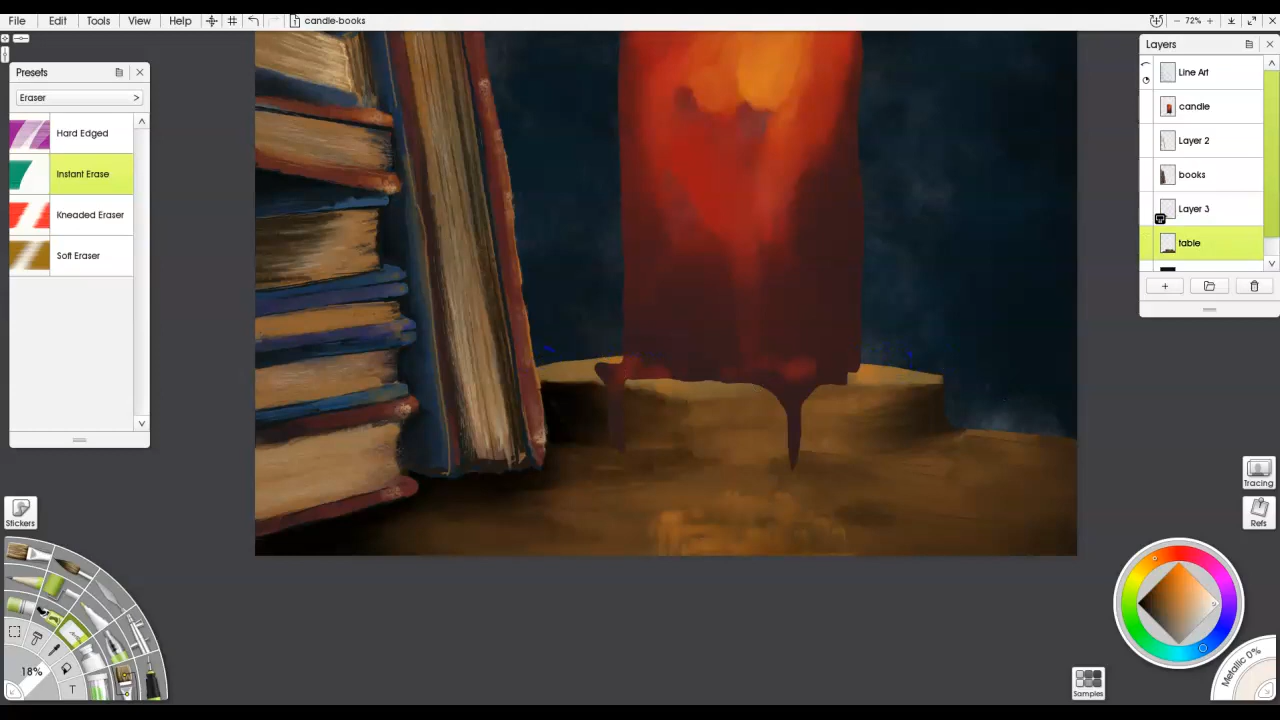 File Edit Tools View Help 1 candle-books 72%
Presets
Eraser >
Hard Edged
Instant Erase
Kneaded Eraser
Soft Eraser
Layers
Line Art
candle
Layer 2
books
Layer 3
table
Tracing
Refs
Stickers
18%
T
Samples
Metallic 0%